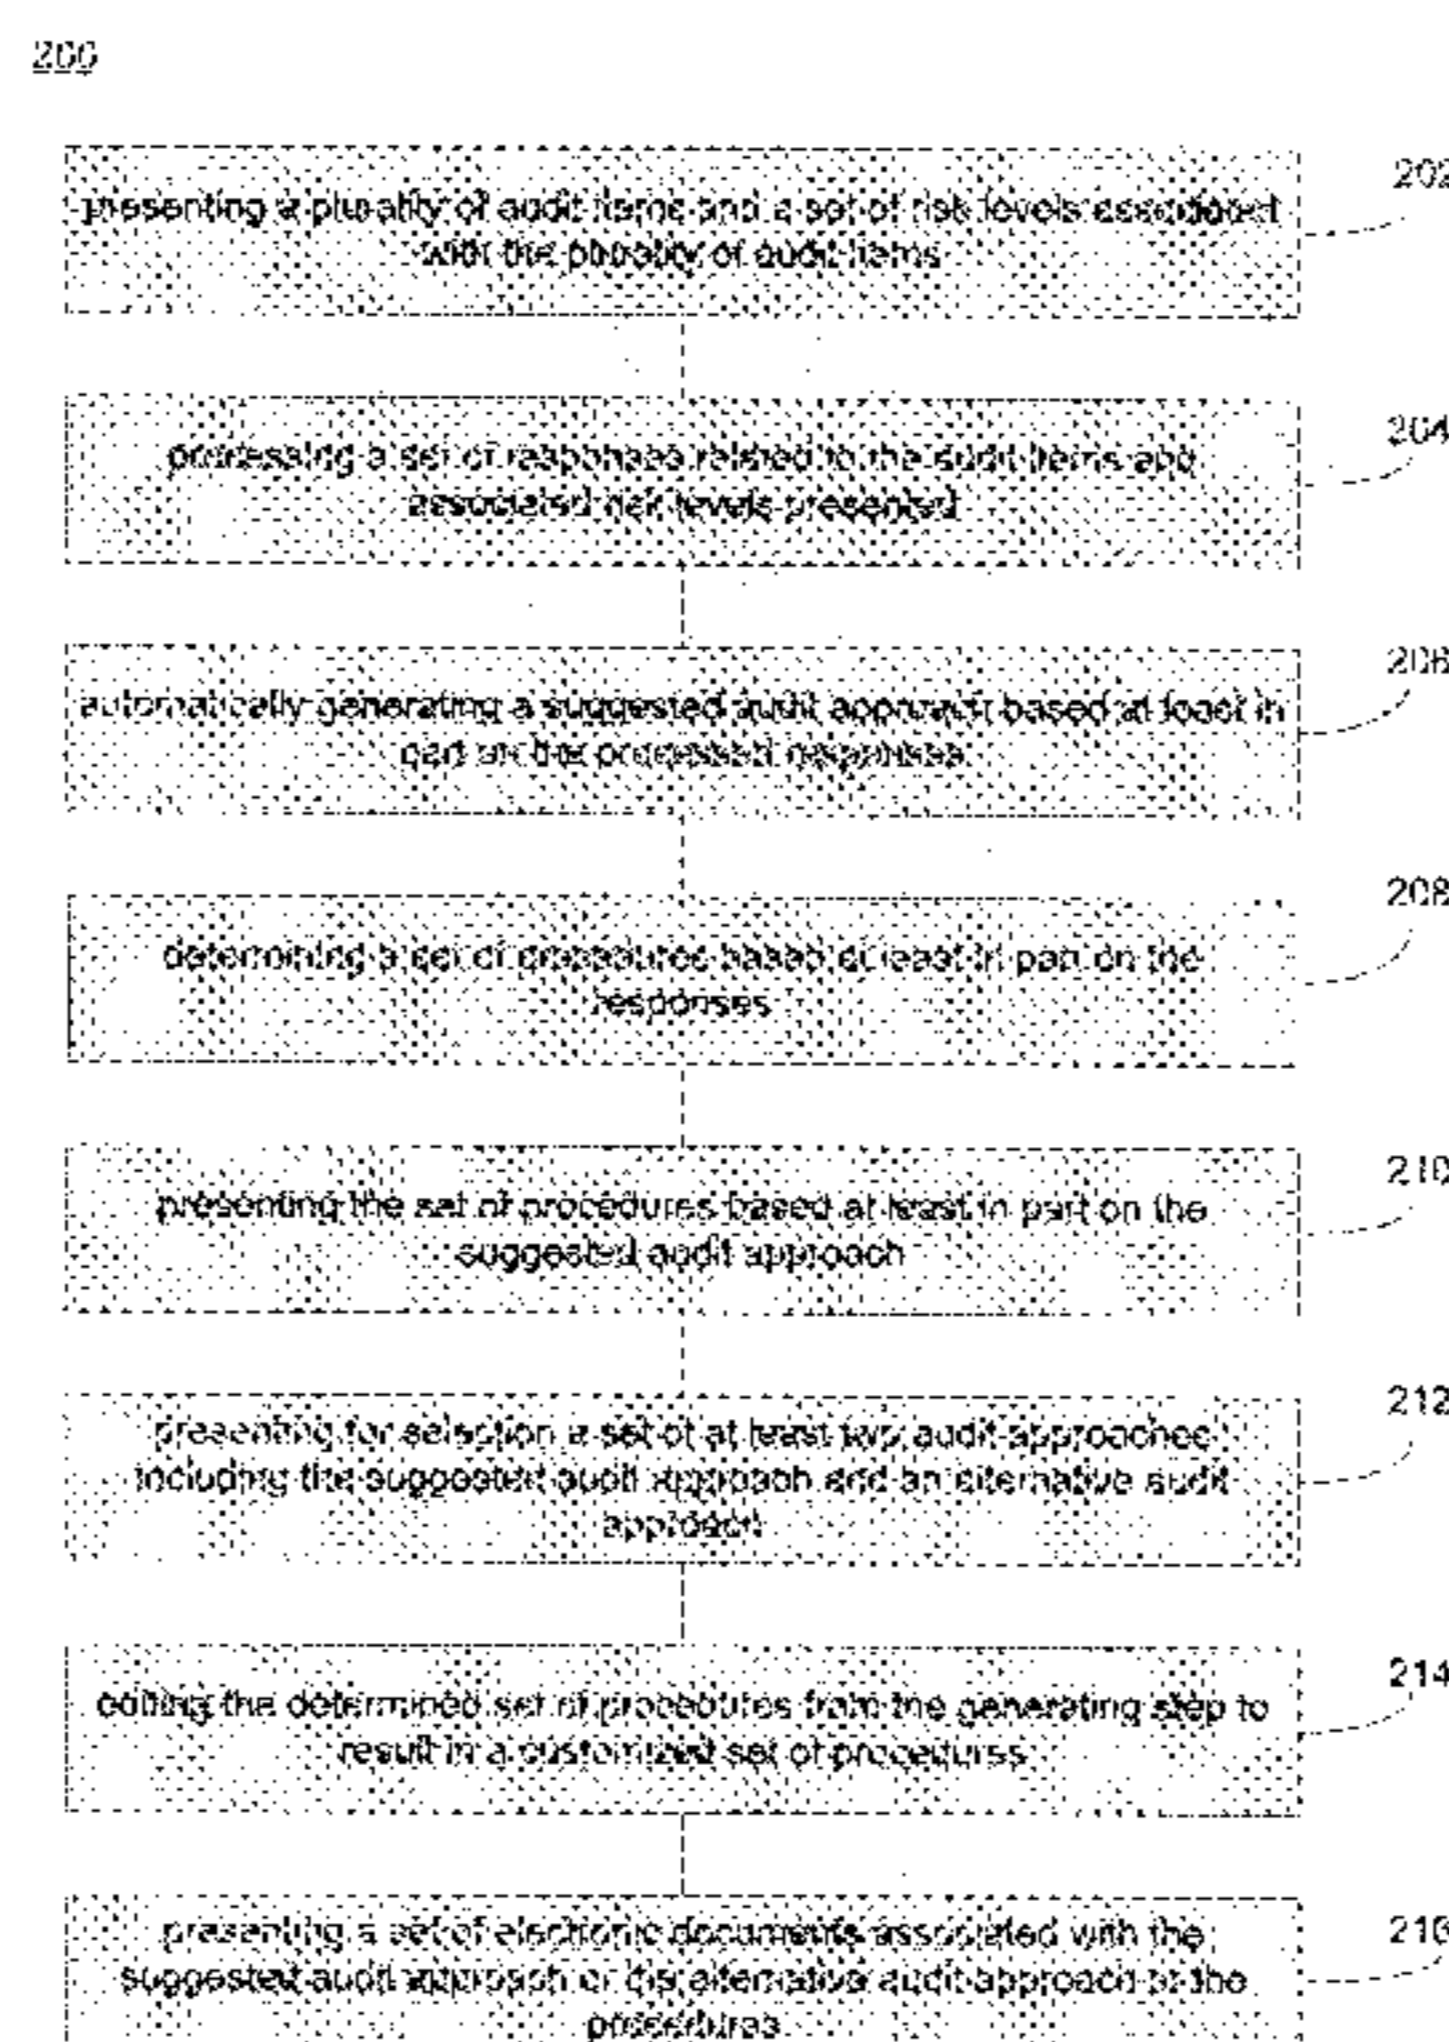 200
presenting a plurality of audit items and a set of risk levels associated
with the plurality of audit items
202
processing a set of responses related to the audit items and
associated risk levels presented
204
automatically generating a suggested audit approach based at least in
part on the processed responses
206
determining a set of procedures based at least in part on the
responses
208
presenting the set of procedures based at least in part on the
suggested audit approach
210
presenting for selection a set of at least two audit approaches
including the suggested audit approach and an alternative audit
approach
212
editing the determined set of procedures from the generating step to
result in a customized set of procedures
214
presenting a set of electronic documents associated with the
suggested audit approach or the alternative audit approach or the
procedures
216